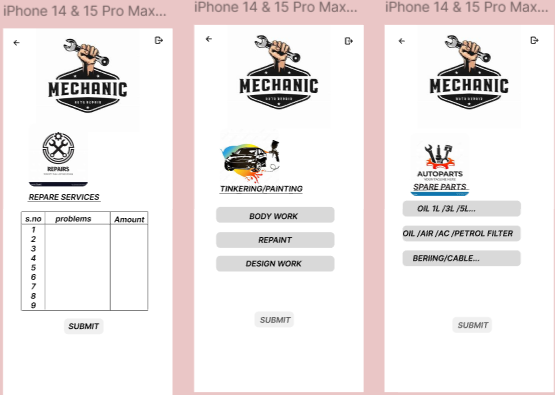 iPhone 14 & 15 Pro Max...
MECHANIC
AUTO REPAIR
REPAIRS
REPARE SERVICES
s.no problems Amount
1
2
3
4
5
6
7
8
9
SUBMIT
iPhone 14 & 15 Pro Max...
MECHANIC
AUTO REPAIR
TINKERING/PAINTING
BODY WORK
REPAINT
DESIGN WORK
SUBMIT
iPhone 14 & 15 Pro Max...
MECHANIC
AUTO REPAIR
AUTOPARTS
YOUR TAGLINE HERE
SPARE PARTS
OIL 1L /3L /5L...
OIL /AIR /AC /PETROL FILTER
BERIING/CABLE...
SUBMIT